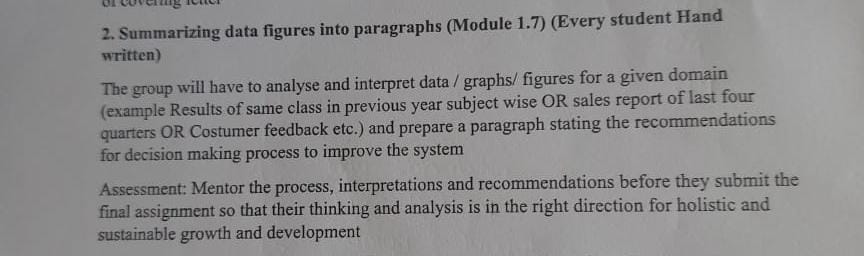 of covering letter
2. Summarizing data figures into paragraphs (Module 1.7) (Every student Hand
written)
The group will have to analyse and interpret data / graphs/ figures for a given domain
(example Results of same class in previous year subject wise OR sales report of last four
quarters OR Costumer feedback etc.) and prepare a paragraph stating the recommendations
for decision making process to improve the system
Assessment: Mentor the process, interpretations and recommendations before they submit the
final assignment so that their thinking and analysis is in the right direction for holistic and
sustainable growth and development